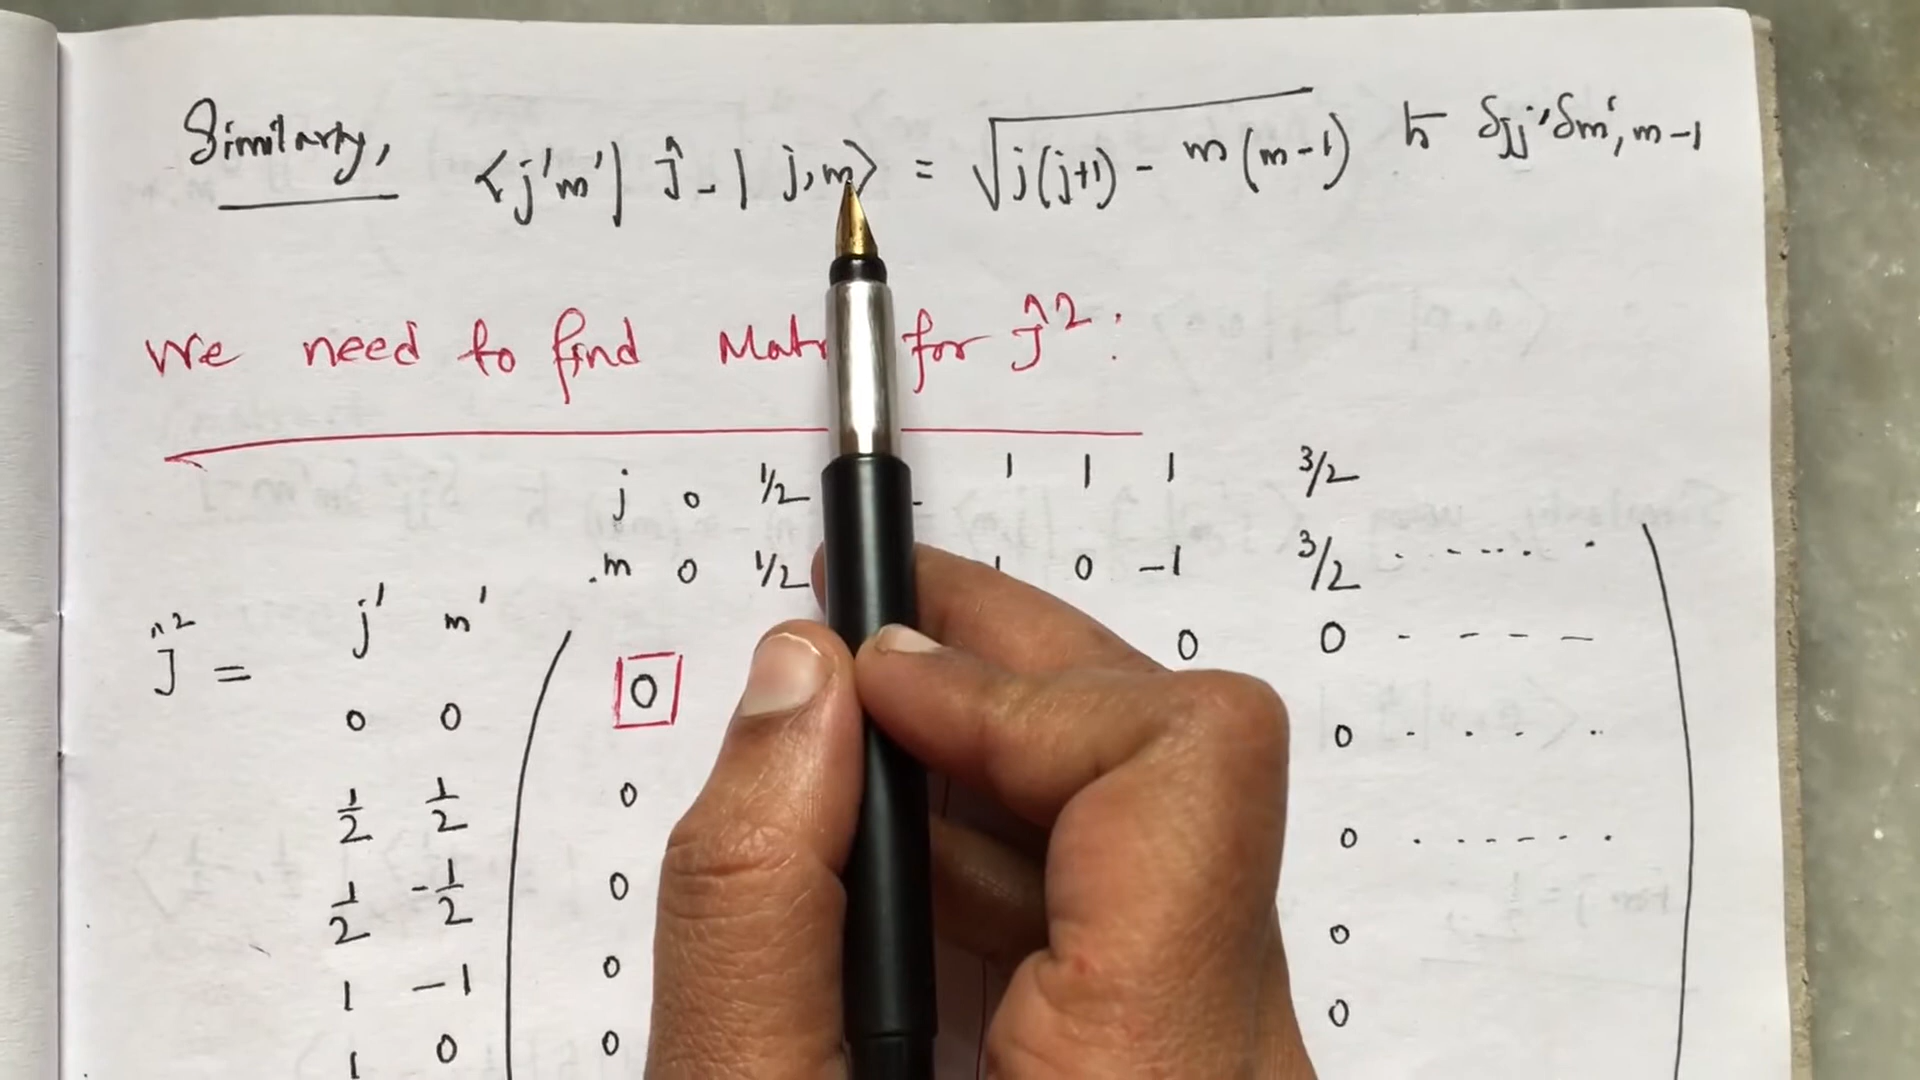 Similarly, <j'm'| Ĵ₋ | j,m> = √j(j+1) - m(m-1) ħ δjj' δm', m-1
We need to find for Ĵ²:
j 0 1/2 1 1 1 3/2
m 0 1/2 0 -1 3/2 . . . . . .
Ĵ² = j' m'
0 0 0 0 0 - - - -
1/2 1/2 0 0 . . . .
1/2 -1/2 0 0 . . . . . .
1 -1 0 0
1 0 0 0